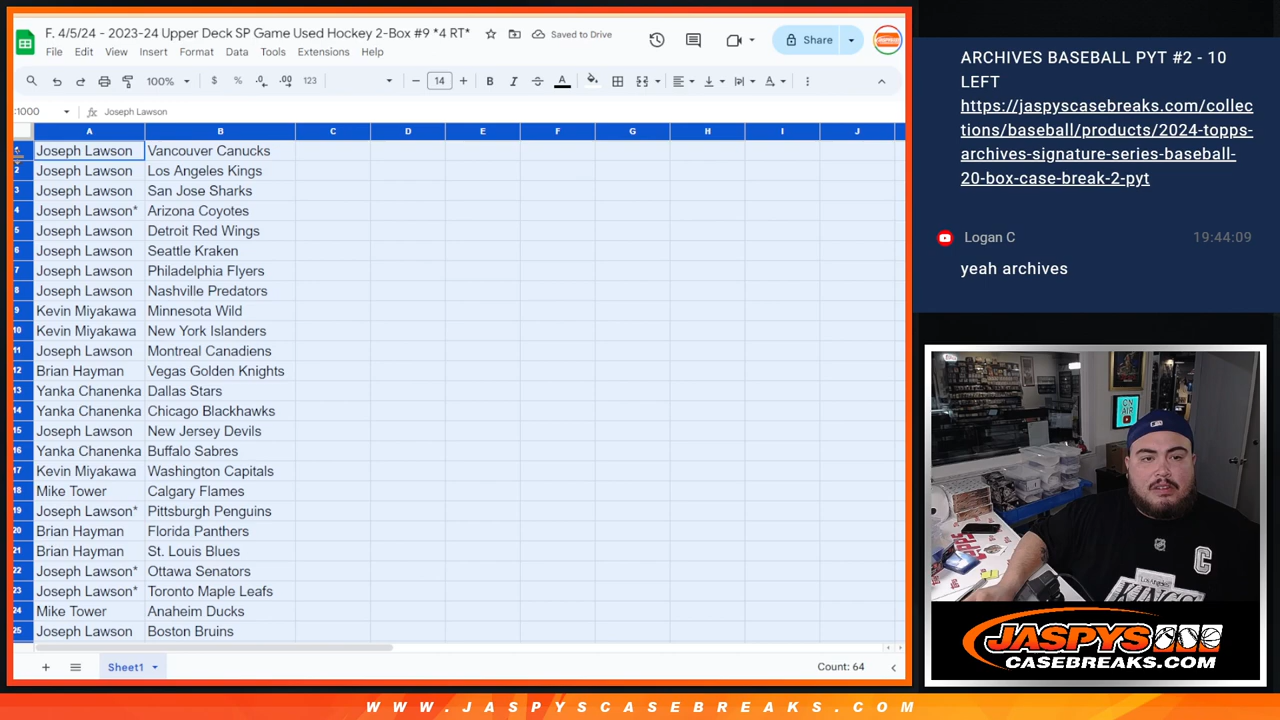 F. 4/5/24 - 2023-24 Upper Deck SP Game Used Hockey 2-Box #9 *4 RT*
Saved to Drive
Share
File Edit View Insert Format Data Tools Extensions Help
100% $ % .0 .00 123 14 B I A
:1000 fx Joseph Lawson
A B C D E F G H I J
1 Joseph Lawson Vancouver Canucks
2 Joseph Lawson Los Angeles Kings
3 Joseph Lawson San Jose Sharks
4 Joseph Lawson* Arizona Coyotes
5 Joseph Lawson Detroit Red Wings
6 Joseph Lawson Seattle Kraken
7 Joseph Lawson Philadelphia Flyers
8 Joseph Lawson Nashville Predators
9 Kevin Miyakawa Minnesota Wild
10 Kevin Miyakawa New York Islanders
11 Joseph Lawson Montreal Canadiens
12 Brian Hayman Vegas Golden Knights
13 Yanka Chanenka Dallas Stars
14 Yanka Chanenka Chicago Blackhawks
15 Joseph Lawson New Jersey Devils
16 Yanka Chanenka Buffalo Sabres
17 Kevin Miyakawa Washington Capitals
18 Mike Tower Calgary Flames
19 Joseph Lawson* Pittsburgh Penguins
20 Brian Hayman Florida Panthers
21 Brian Hayman St. Louis Blues
22 Joseph Lawson* Ottawa Senators
23 Joseph Lawson* Toronto Maple Leafs
24 Mike Tower Anaheim Ducks
25 Joseph Lawson Boston Bruins
Sheet1
Count: 64
ARCHIVES BASEBALL PYT #2 - 10
LEFT
https://jaspyscasebreaks.com/collec
tions/baseball/products/2024-topps-
archives-signature-series-baseball-
20-box-case-break-2-pyt
Logan C 19:44:09
yeah archives
ON
AIR
C
LOS ANGELES
KINGS
JASPYS
CASEBREAKS.COM
WWW.JASPYSCASEBREAKS.COM